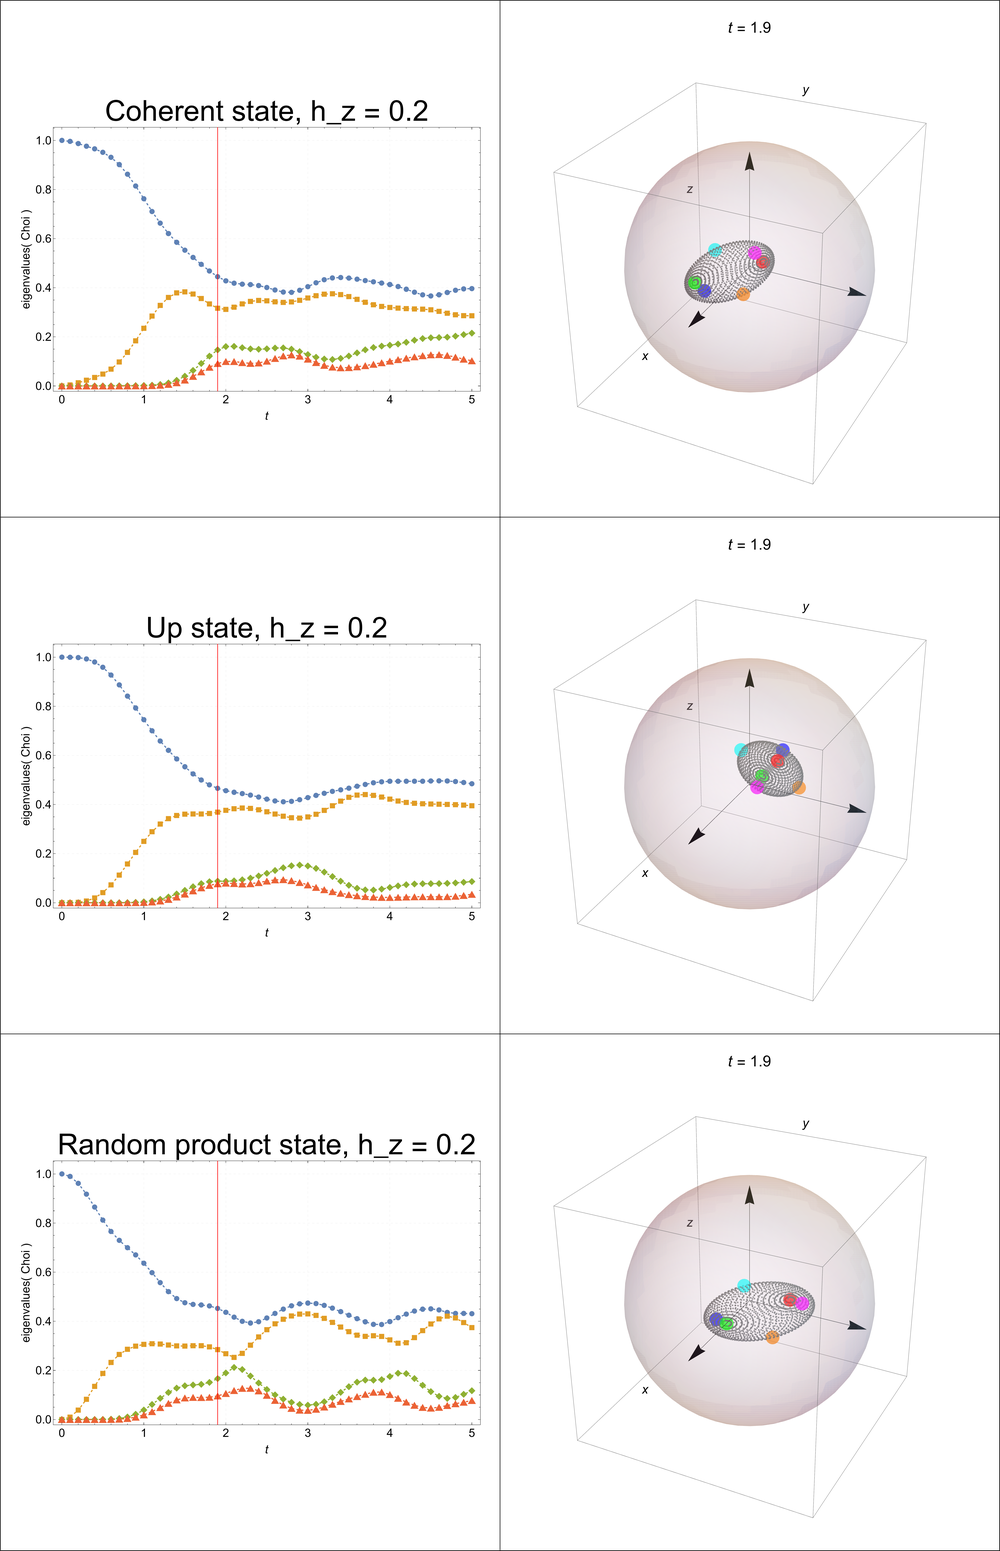 t = 1.9
Coherent state, h_z = 0.2
eigenvalues( Choi )
1.0
0.8
0.6
0.4
0.2
0.0
0 1 2 3 4 5
t
y
z
x
t = 1.9
Up state, h_z = 0.2
eigenvalues( Choi )
1.0
0.8
0.6
0.4
0.2
0.0
0 1 2 3 4 5
t
y
z
x
t = 1.9
Random product state, h_z = 0.2
eigenvalues( Choi )
1.0
0.8
0.6
0.4
0.2
0.0
0 1 2 3 4 5
t
y
z
x